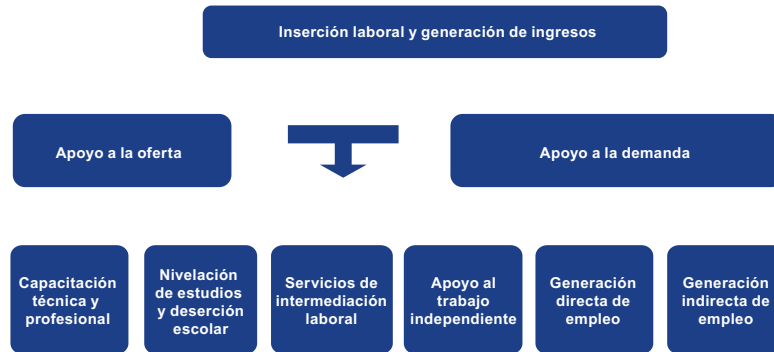 Inserción laboral y generación de ingresos
Apoyo a la oferta
Apoyo a la demanda
Capacitación
técnica y
profesional
Nivelación
de estudios
y deserción
escolar
Servicios de
intermediación
laboral
Apoyo al
trabajo
independiente
Generación
directa de
empleo
Generación
indirecta de
empleo